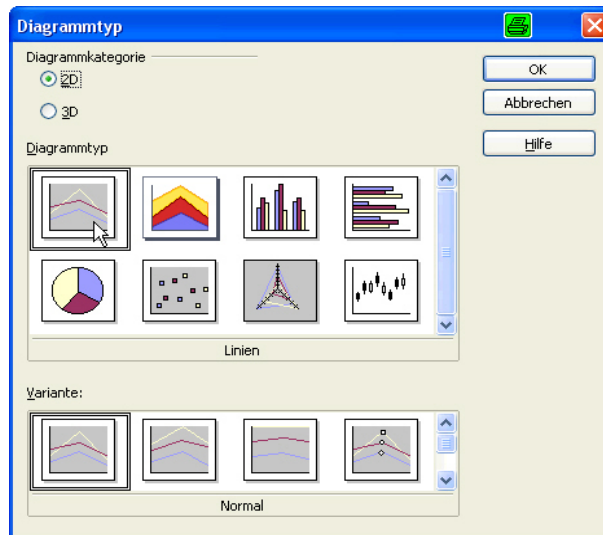 Diagrammtyp
Diagrammkategorie
2D
3D
OK
Abbrechen
Hilfe
Diagrammtyp
Linien
Variante:
Normal